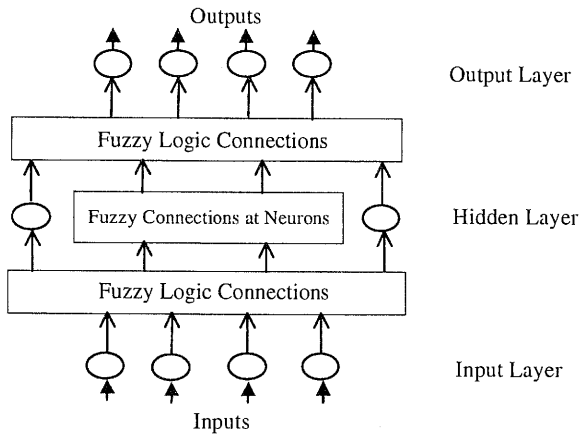 Outputs
Output Layer
Fuzzy Logic Connections
Fuzzy Connections at Neurons
Hidden Layer
Fuzzy Logic Connections
Input Layer
Inputs